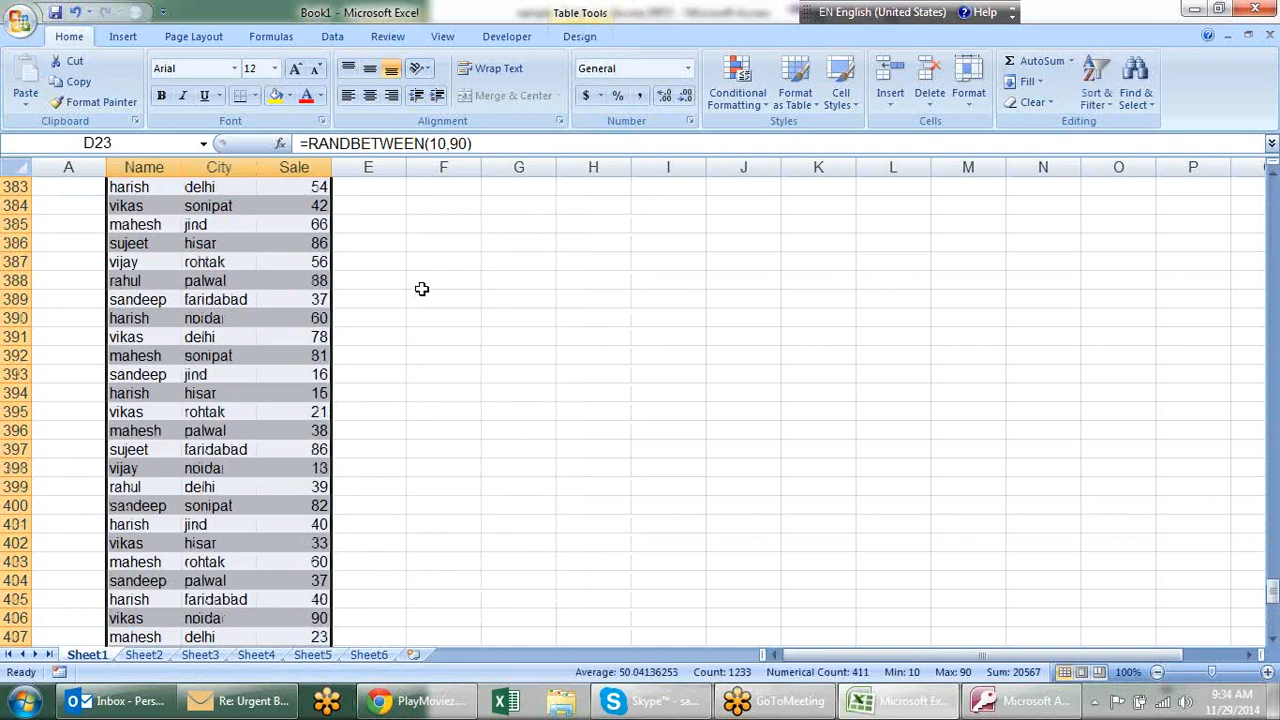 Book1 - Microsoft Excel
Table Tools
EN English (United States)
Help
Home Insert Page Layout Formulas Data Review View Developer Design
Paste
Cut
Copy
Format Painter
Clipboard
Arial 12
B I U
Font
Wrap Text
Merge & Center
Alignment
General
$ % ,
Number
Conditional Formatting
Format as Table
Cell Styles
Styles
Insert
Delete
Format
Cells
AutoSum
Fill
Clear
Sort & Filter
Find & Select
Editing
D23 fx =RANDBETWEEN(10,90)
A Name City Sale E F G H I J K L M N O P
383 harish delhi 54
384 vikas sonipat 42
385 mahesh jind 66
386 sujeet hisar 86
387 vijay rohtak 56
388 rahul palwal 88
389 sandeep faridabad 37
390 harish noida 60
391 vikas delhi 78
392 mahesh sonipat 81
393 sandeep jind 16
394 harish hisar 15
395 vikas rohtak 21
396 mahesh palwal 38
397 sujeet faridabad 86
398 vijay noida 13
399 rahul delhi 39
400 sandeep sonipat 82
401 harish jind 40
402 vikas hisar 33
403 mahesh rohtak 60
404 sandeep palwal 37
405 harish faridabad 40
406 vikas noida 90
407 mahesh delhi 23
Sheet1 Sheet2 Sheet3 Sheet4 Sheet5 Sheet6
Ready Average: 50.04136253 Count: 1233 Numerical Count: 411 Min: 10 Max: 90 Sum: 20567 100%
Inbox - Pers... Re: Urgent B... PlayMoviez... Skype™ - sa... GoToMeeting Microsoft Ex... Microsoft A...
9:34 AM
11/29/2014